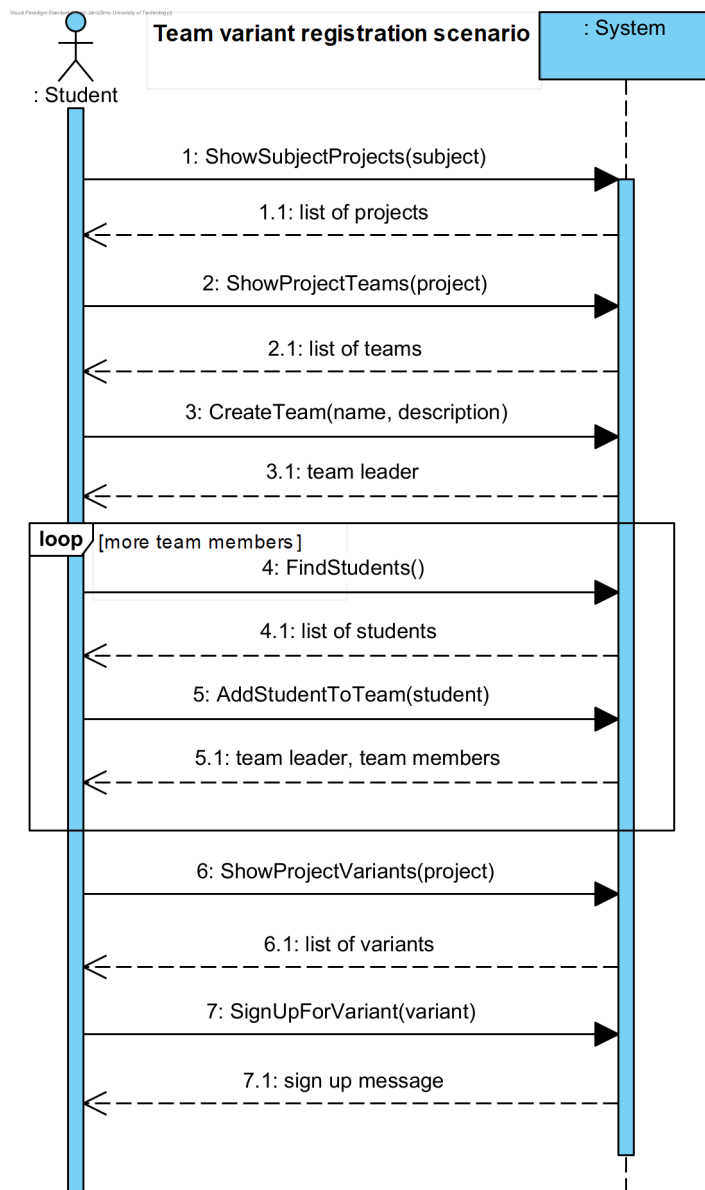 Team variant registration scenario
: System
: Student
1: ShowSubjectProjects(subject)
1.1: list of projects
2: ShowProjectTeams(project)
2.1: list of teams
3: CreateTeam(name, description)
3.1: team leader
loop
[more team members]
4: FindStudents()
4.1: list of students
5: AddStudentToTeam(student)
5.1: team leader, team members
6: ShowProjectVariants(project)
6.1: list of variants
7: SignUpForVariant(variant)
7.1: sign up message